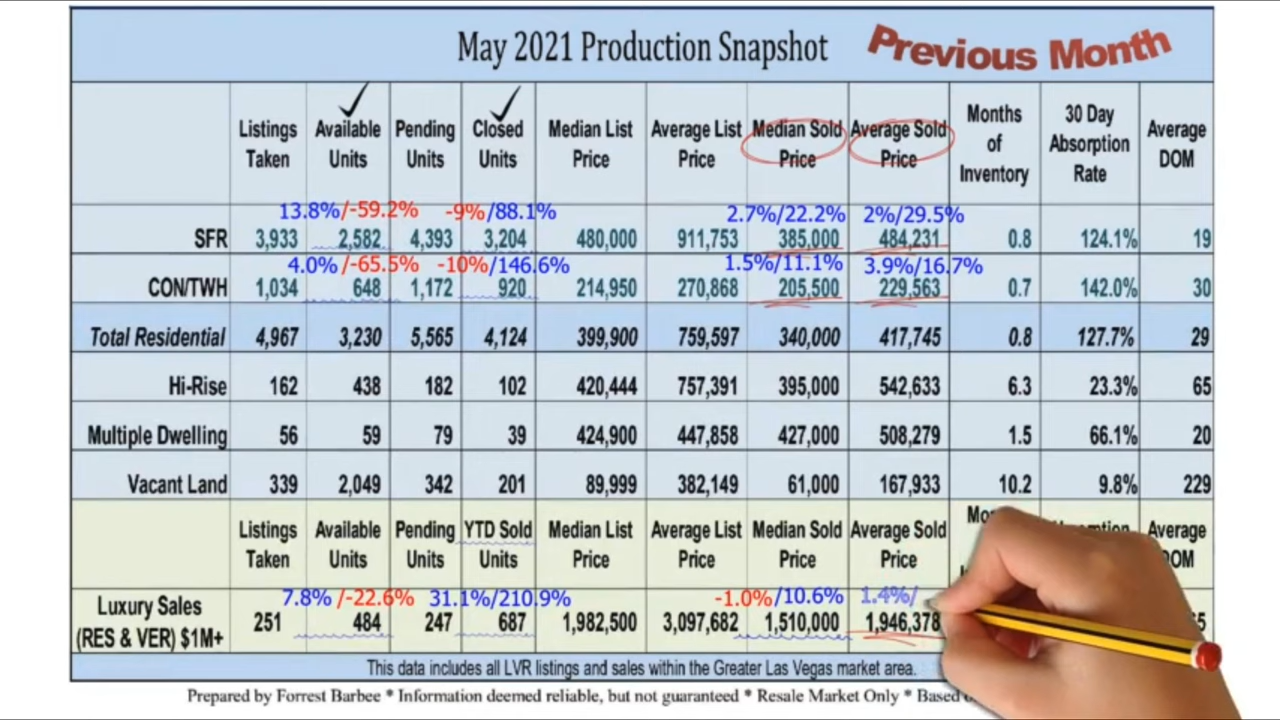 May 2021 Production Snapshot Previous Month
Listings Taken Available Units Pending Units Closed Units Median List Price Average List Price Median Sold Price Average Sold Price Months of Inventory 30 Day Absorption Rate Average DOM
13.8%/-59.2% -9%/88.1% 2.7%/22.2% 2%/29.5%
SFR 3,933 2,582 4,393 3,204 480,000 911,753 385,000 484,231 0.8 124.1% 19
4.0%/-65.5% -10%/146.6% 1.5%/11.1% 3.9%/16.7%
CON/TWH 1,034 648 1,172 920 214,950 270,868 205,500 229,563 0.7 142.0% 30
Total Residential 4,967 3,230 5,565 4,124 399,900 759,597 340,000 417,745 0.8 127.7% 29
Hi-Rise 162 438 182 102 420,444 757,391 395,000 542,633 6.3 23.3% 65
Multiple Dwelling 56 59 79 39 424,900 447,858 427,000 508,279 1.5 66.1% 20
Vacant Land 339 2,049 342 201 89,999 382,149 61,000 167,933 10.2 9.8% 229
Listings Taken Available Units Pending Units YTD Sold Units Median List Price Average List Price Median Sold Price Average Sold Price Average
7.8%/-22.6% 31.1%/210.9% -1.0%/10.6% 1.4%/
Luxury Sales (RES & VER) $1M+ 251 484 247 687 1,982,500 3,097,682 1,510,000 1,946,378
This data includes all LVR listings and sales within the Greater Las Vegas market area.
Prepared by Forrest Barbee * Information deemed reliable, but not guaranteed * Resale Market Only * Based